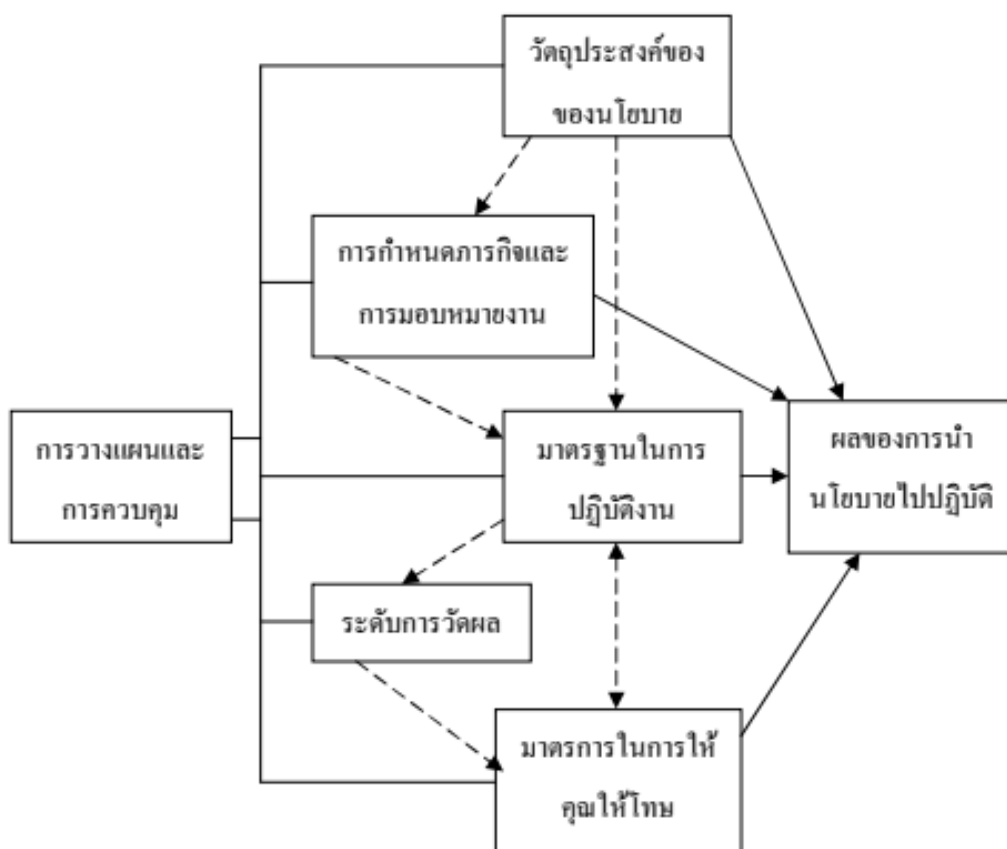 วัตถุประสงค์ของ
ของนโยบาย
การกำหนดภารกิจและ
การมอบหมายงาน
การวางแผนและ
การควบคุม
มาตรฐานในการ
ปฏิบัติงาน
ผลของการนำ
นโยบายไปปฏิบัติ
ระดับการวัดผล
มาตรการในการให้
คุณให้โทษ